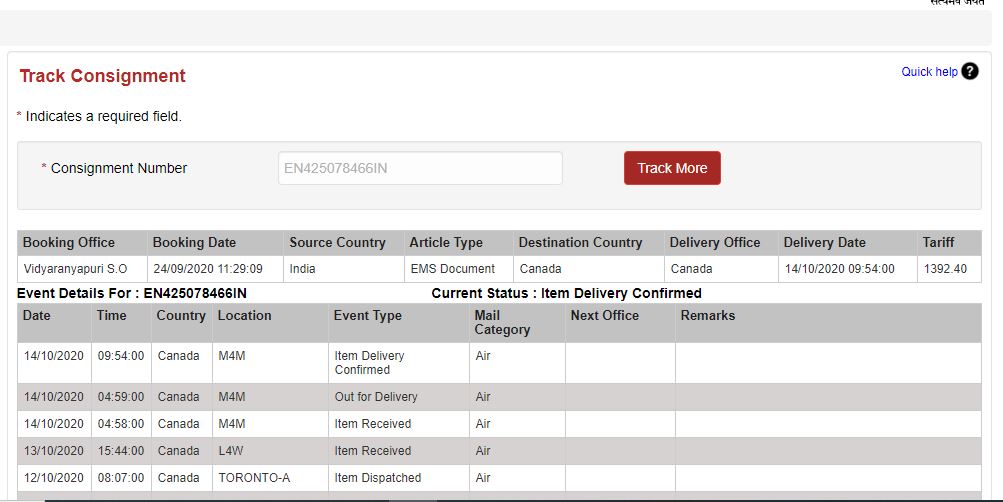 सत्यमेव जयते
Track Consignment
Quick help ?
* Indicates a required field.
* Consignment Number EN425078466IN Track More
Booking Office Booking Date Source Country Article Type Destination Country Delivery Office Delivery Date Tariff
Vidyaranyapuri S.O 24/09/2020 11:29:09 India EMS Document Canada Canada 14/10/2020 09:54:00 1392.40
Event Details For : EN425078466IN Current Status : Item Delivery Confirmed
Date Time Country Location Event Type Mail Category Next Office Remarks
14/10/2020 09:54:00 Canada M4M Item Delivery Confirmed Air
14/10/2020 04:59:00 Canada M4M Out for Delivery Air
14/10/2020 04:58:00 Canada M4M Item Received Air
13/10/2020 15:44:00 Canada L4W Item Received Air
12/10/2020 08:07:00 Canada TORONTO-A Item Dispatched Air